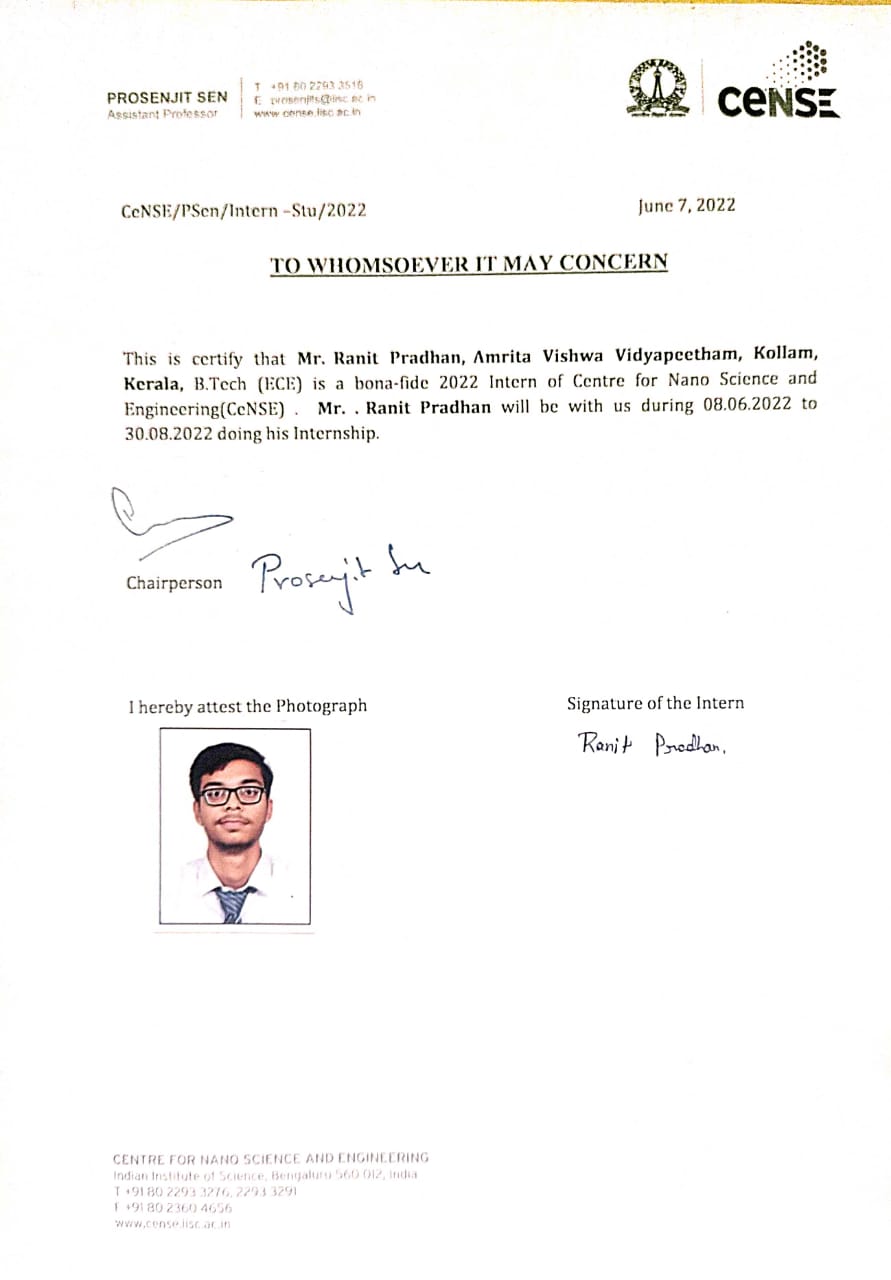 PROSENJIT SEN
Assistant Professor
T +91 80 2293 3518
E prosenjits@iisc.ac.in
www.cense.iisc.ac.in
CeNSE
CeNSE/PSen/Intern –Stu/2022
June 7, 2022
TO WHOMSOEVER IT MAY CONCERN
This is certify that Mr. Ranit Pradhan, Amrita Vishwa Vidyapeetham, Kollam,
Kerala, B.Tech (ECE) is a bona-fide 2022 Intern of Centre for Nano Science and
Engineering(CeNSE) . Mr. . Ranit Pradhan will be with us during 08.06.2022 to
30.08.2022 doing his Internship.
Chairperson
Prosenjit Sen
I hereby attest the Photograph
Signature of the Intern
Ranit Pradhan.
CENTRE FOR NANO SCIENCE AND ENGINEERING
Indian Institute of Science, Bengaluru 560 012, India
T +91 80 2293 3276, 2293 3291
F +91 80 2360 4656
www.cense.iisc.ac.in